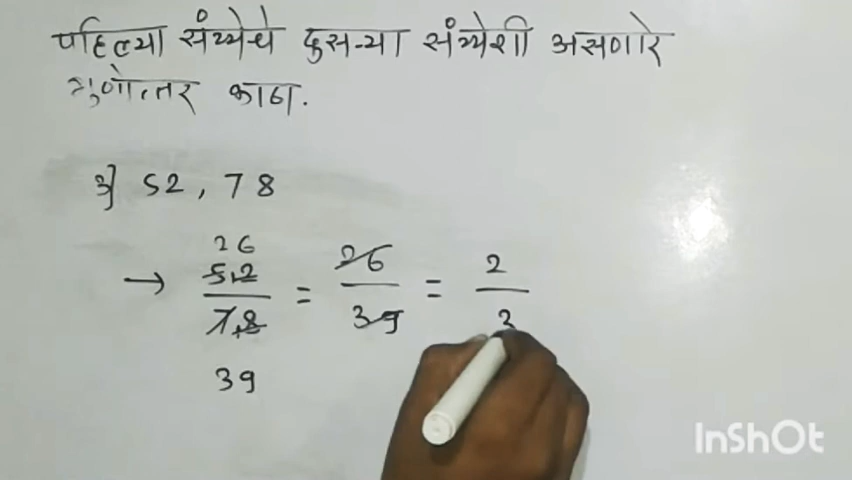 पहिल्या संख्येचे दुसऱ्या संख्येशी असणारे
गुणोत्तर काढा.
3] 52, 78
26
→ 52/78 = 26/39 = 2/3
39
InShOt